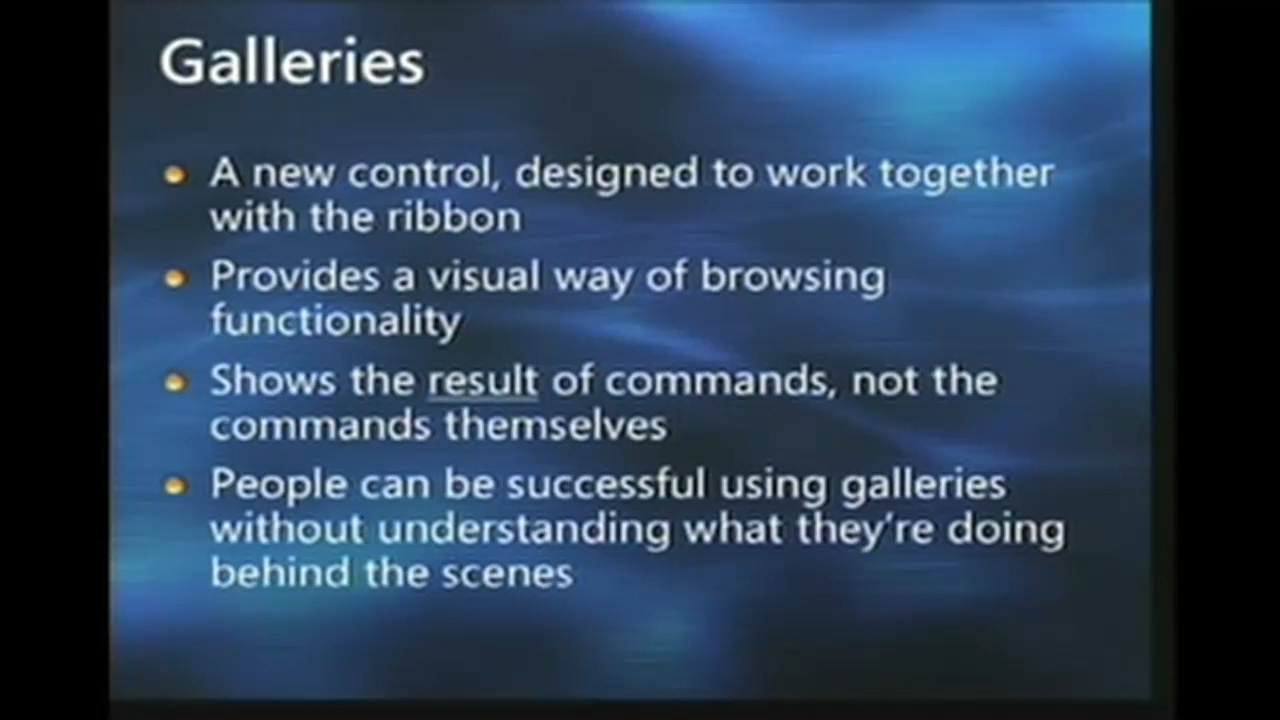 Galleries
A new control, designed to work together
with the ribbon
Provides a visual way of browsing
functionality
Shows the result of commands, not the
commands themselves
People can be successful using galleries
without understanding what they're doing
behind the scenes